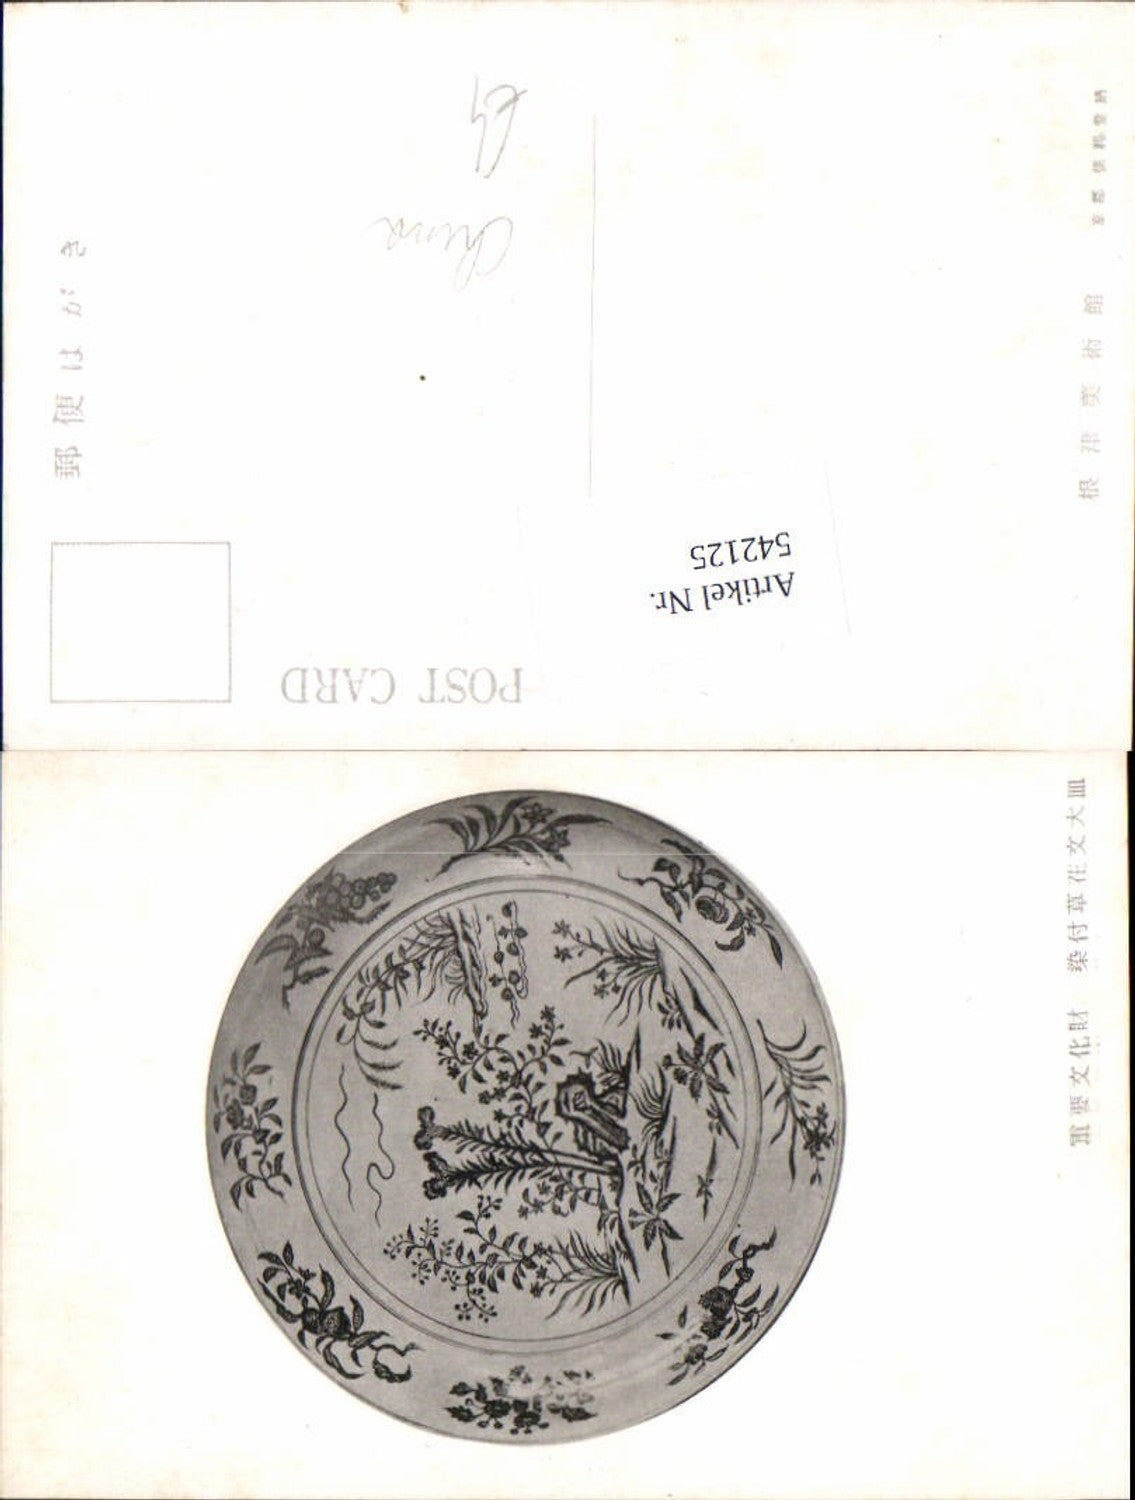 POST CARD
郵便はがき
Artikel Nr.
542125
China
根津美術館
重要文化財 染付草花文大皿